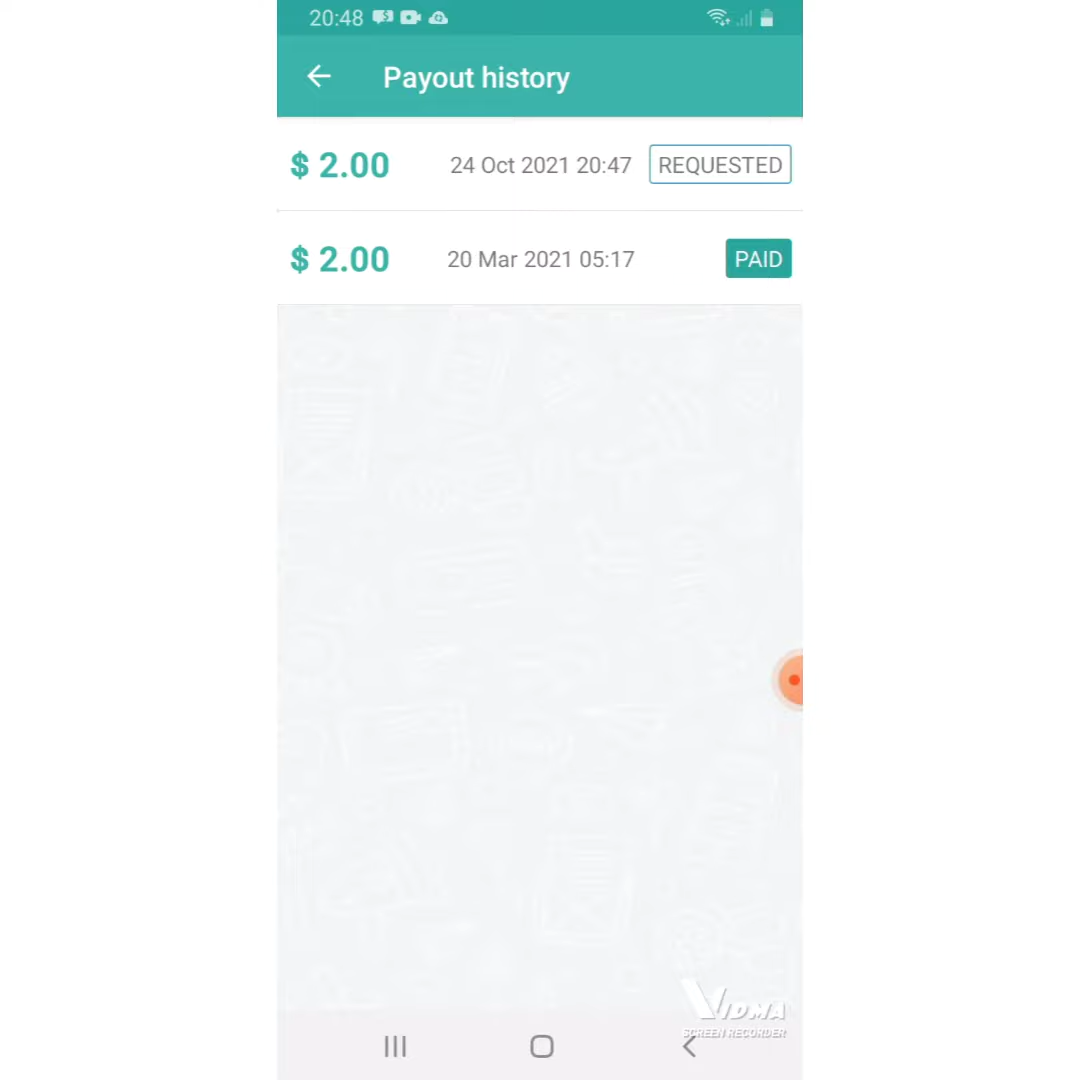 20:48
Payout history
$ 2.00 24 Oct 2021 20:47 REQUESTED
$ 2.00 20 Mar 2021 05:17 PAID
VIDMA
SCREEN RECORDER